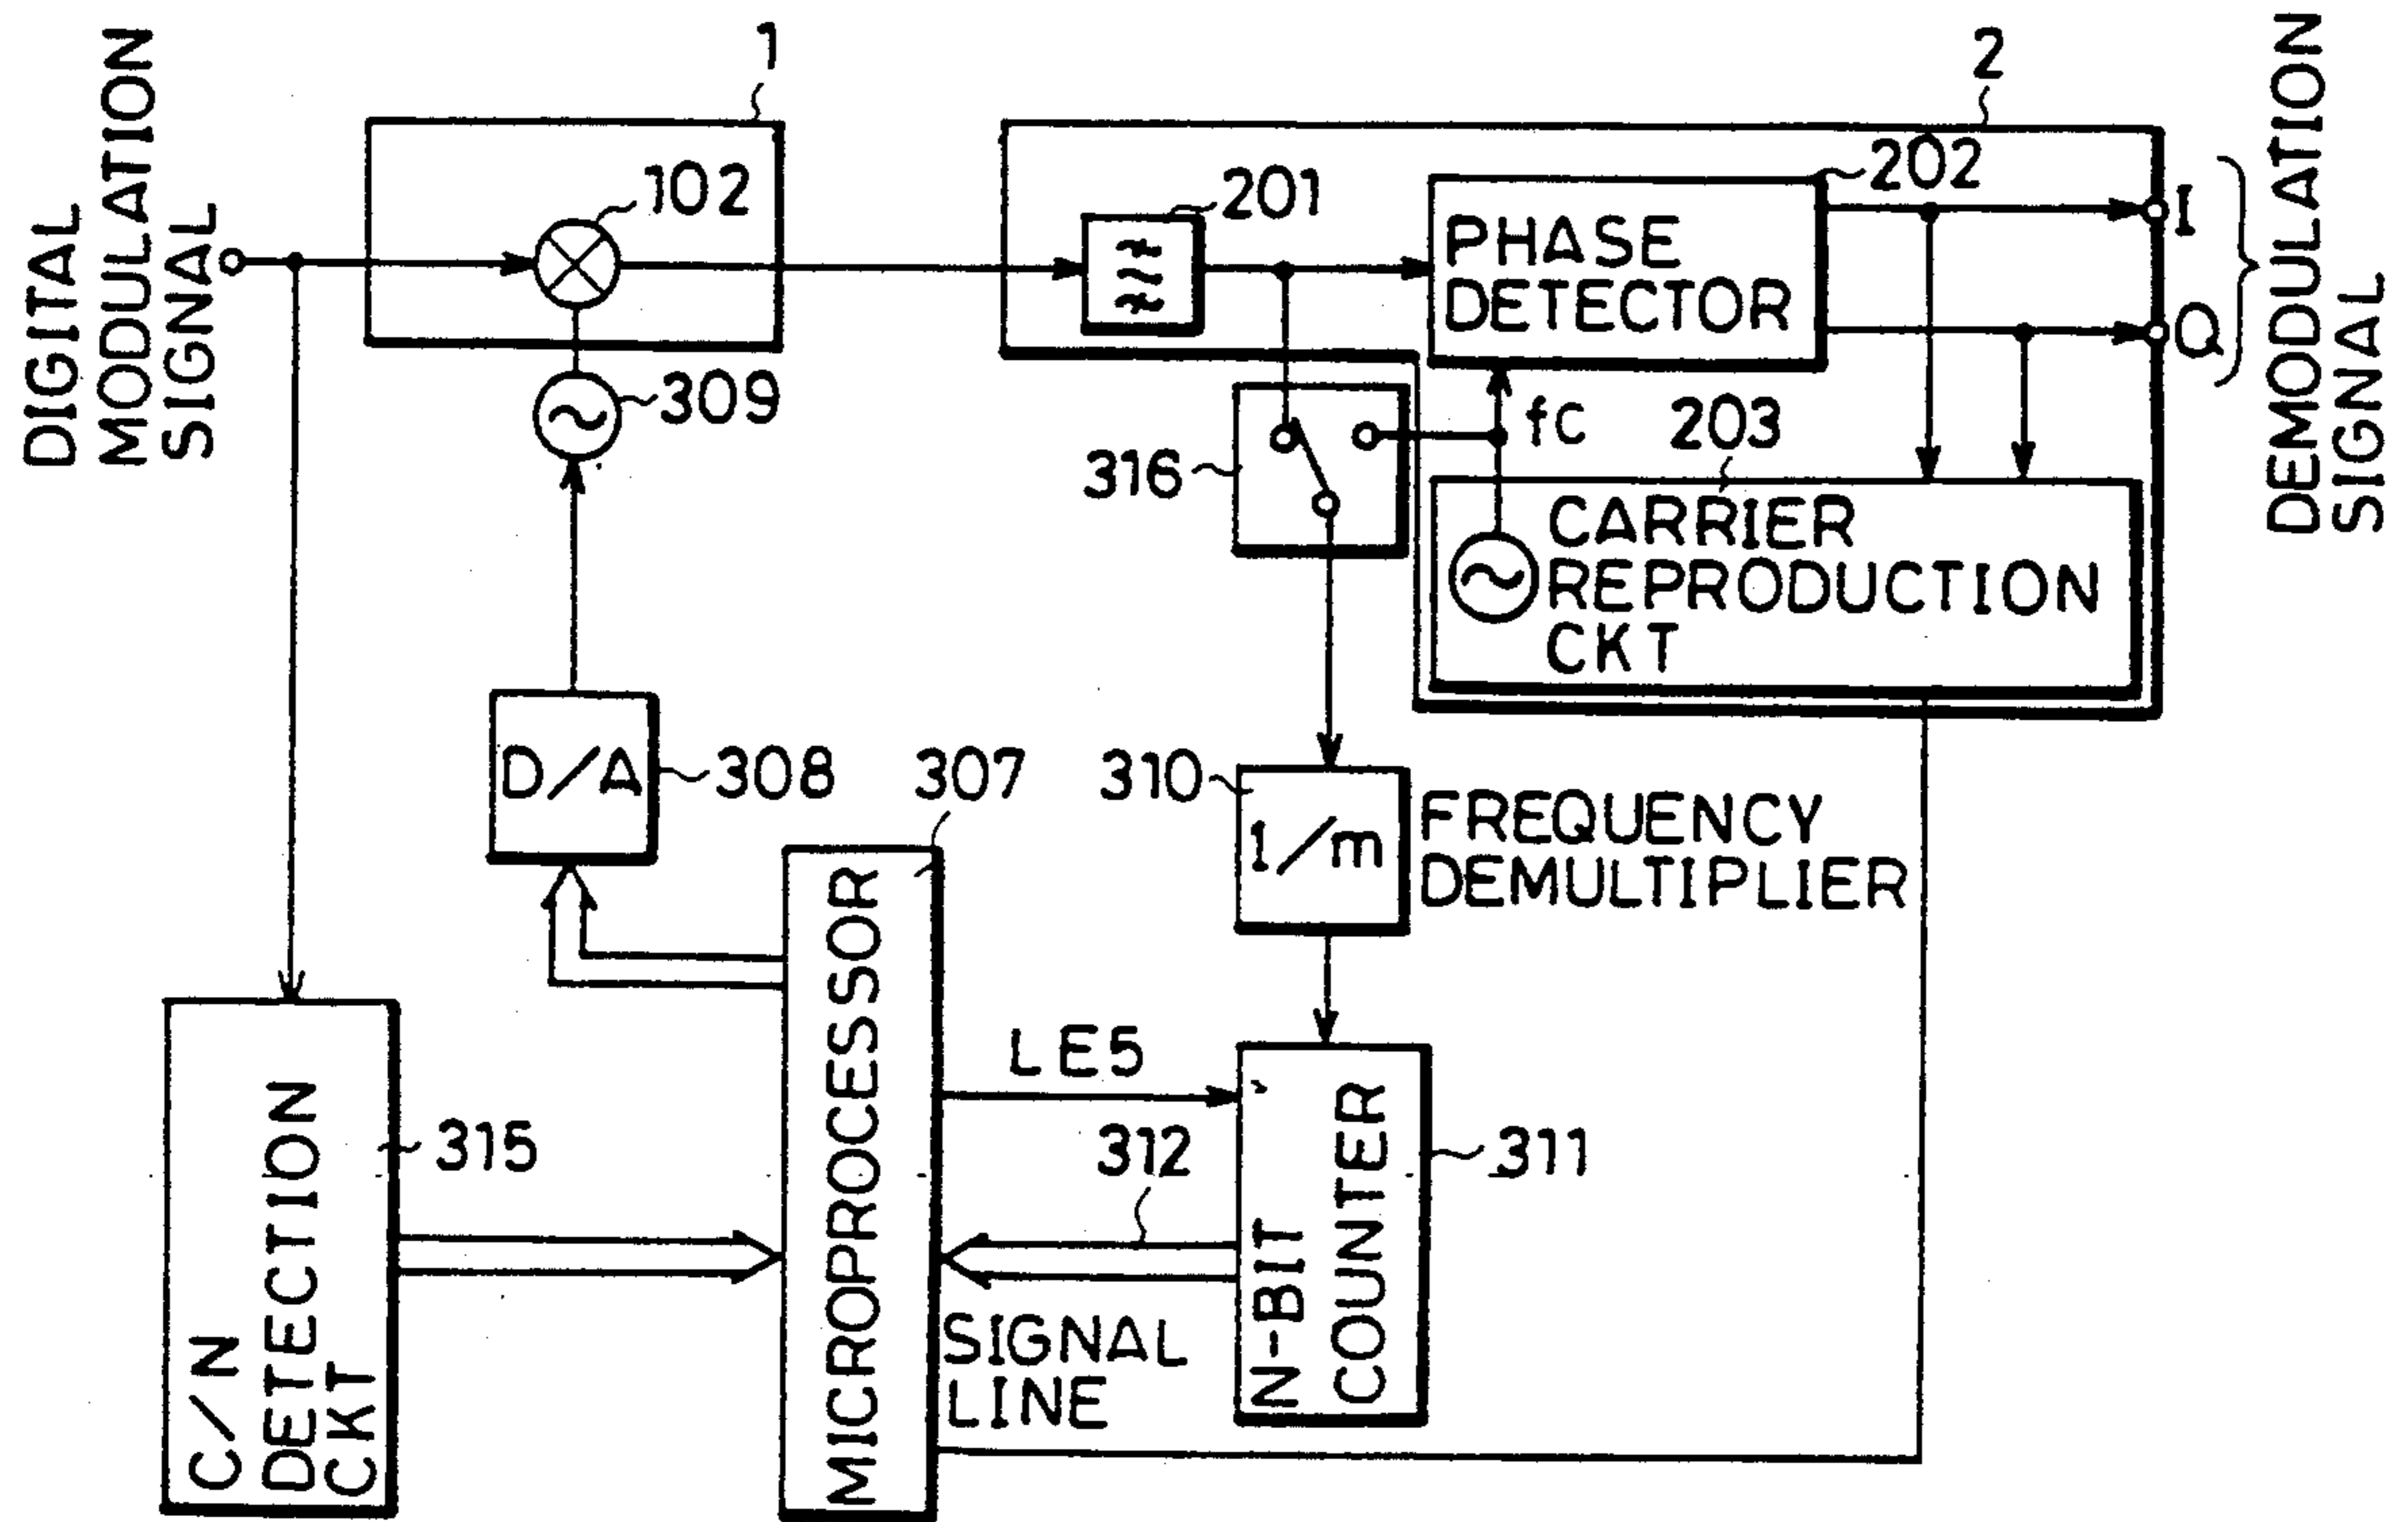 DIGITAL
MODULATION
SIGNAL
1
102
309
2
201
202
PHASE
DETECTOR
I
Q
DEMODULATION
SIGNAL
316
fc
203
CARRIER
REPRODUCTION
CKT
D/A
308
307
310
1/m
FREQUENCY
DEMULTIPLIER
MICROPROCESSOR
LE5
312
311
N-BIT
COUNTER
SIGNAL
LINE
315
C/N
DETECTION
CKT